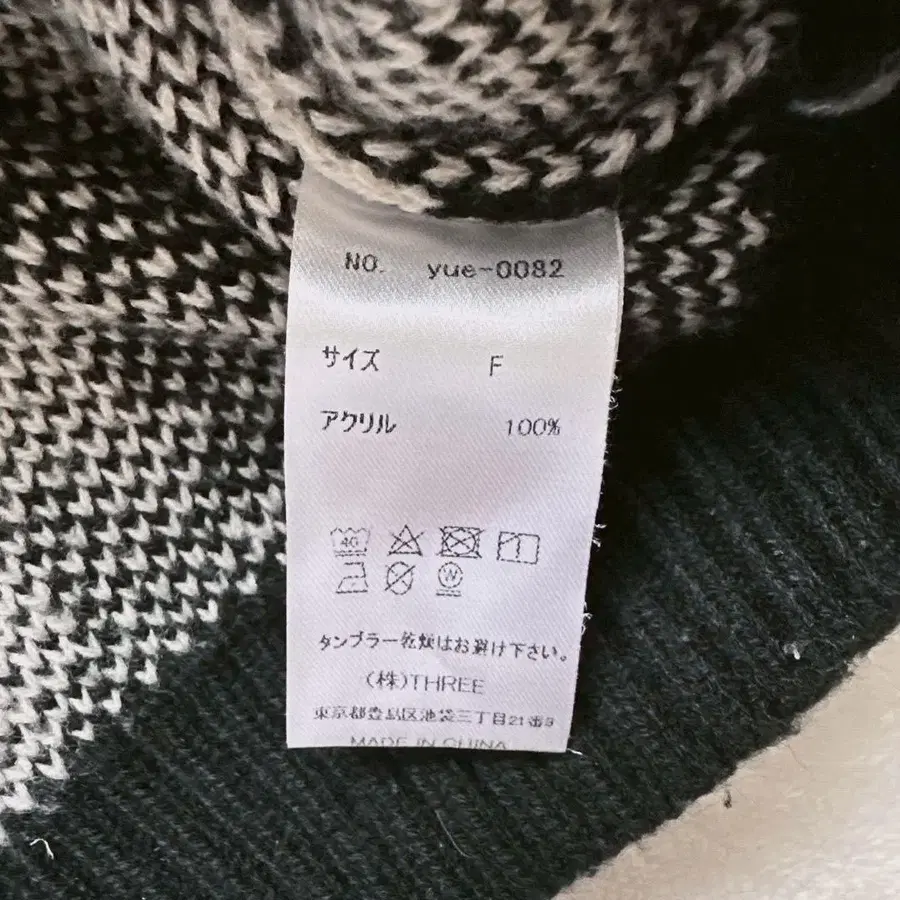 NO. yue-0082
サイズ F
アクリル 100%
40
W
タンブラー乾燥はお避け下さい。
(株)THREE
東京都豊島区池袋三丁目21番9
MADE IN CHINA